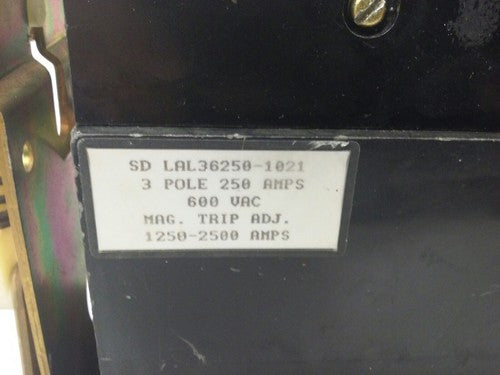 SD LAL36250-1021
3 POLE 250 AMPS
600 VAC
MAG. TRIP ADJ.
1250-2500 AMPS